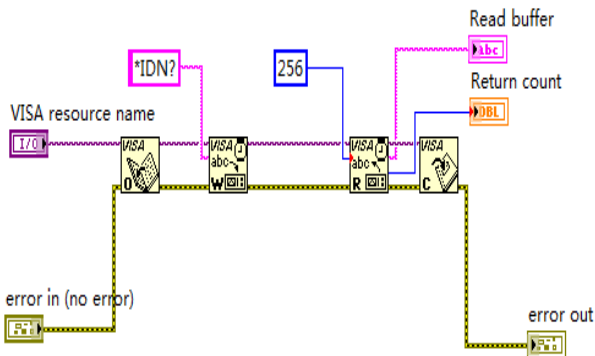 Read buffer
abc
*IDN?
256
Return count
DBL
VISA resource name
I/O
VISA
O
VISA
abc
W
VISA
abc
R
VISA
C
error in (no error)
error out